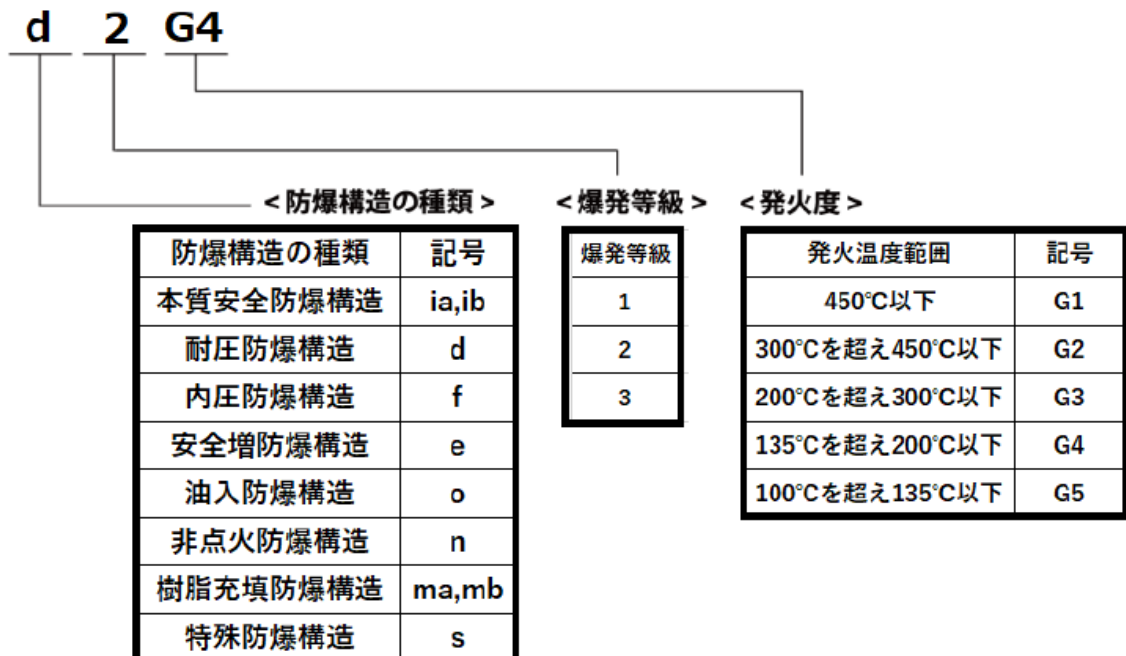 d 2 G4
<防爆構造の種類> <爆発等級> <発火度>
防爆構造の種類 記号
本質安全防爆構造 ia,ib
耐圧防爆構造 d
内圧防爆構造 f
安全増防爆構造 e
油入防爆構造 o
非点火防爆構造 n
樹脂充填防爆構造 ma,mb
特殊防爆構造 s
爆発等級
1
2
3
発火温度範囲 記号
450℃以下 G1
300℃を超え450℃以下 G2
200℃を超え300℃以下 G3
135℃を超え200℃以下 G4
100℃を超え135℃以下 G5